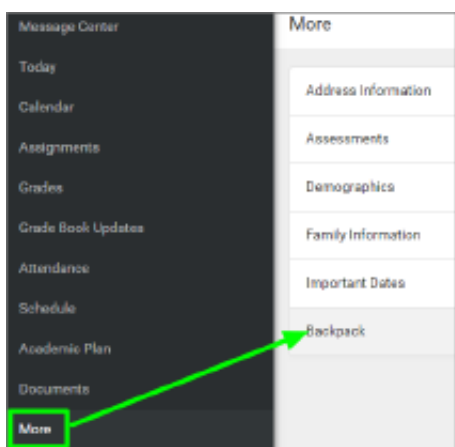 Message Center
Today
Calendar
Assignments
Grades
Grade Book Updates
Attendance
Schedule
Academic Plan
Documents
More
More
Address Information
Assessments
Demographics
Family Information
Important Dates
Backpack